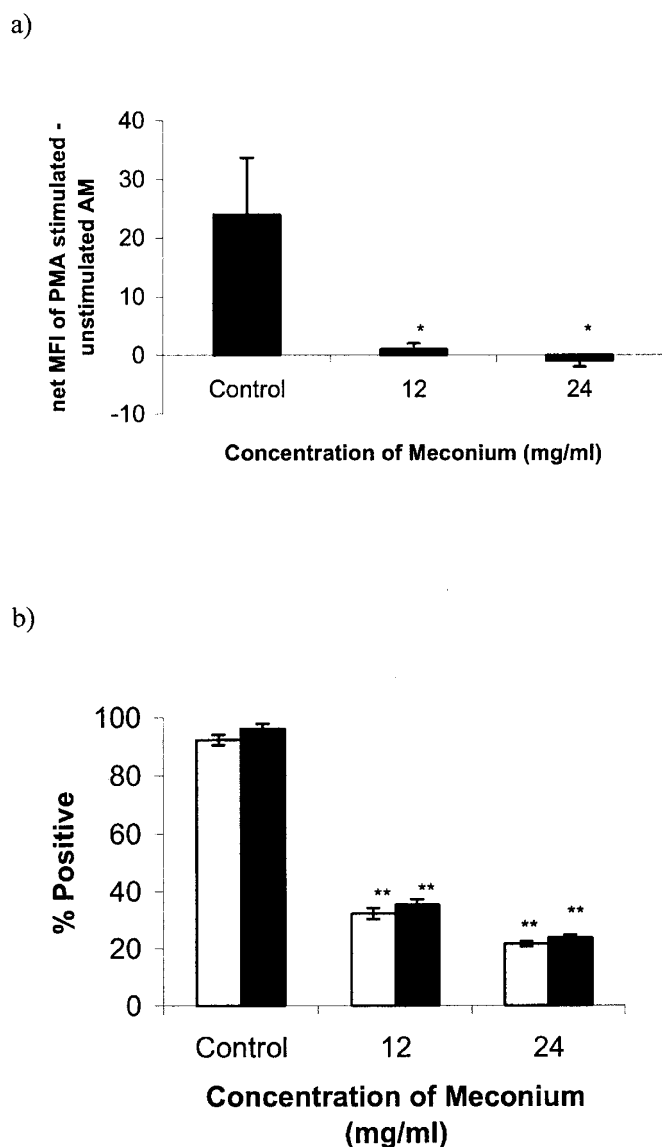 a)
net MFI of PMA stimulated -
unstimulated AM
40
30
20
10
0
-10
*
*
Control 12 24
Concentration of Meconium (mg/ml)
b)
% Positive
100
80
60
40
20
0
** **
** **
Control 12 24
Concentration of Meconium
(mg/ml)